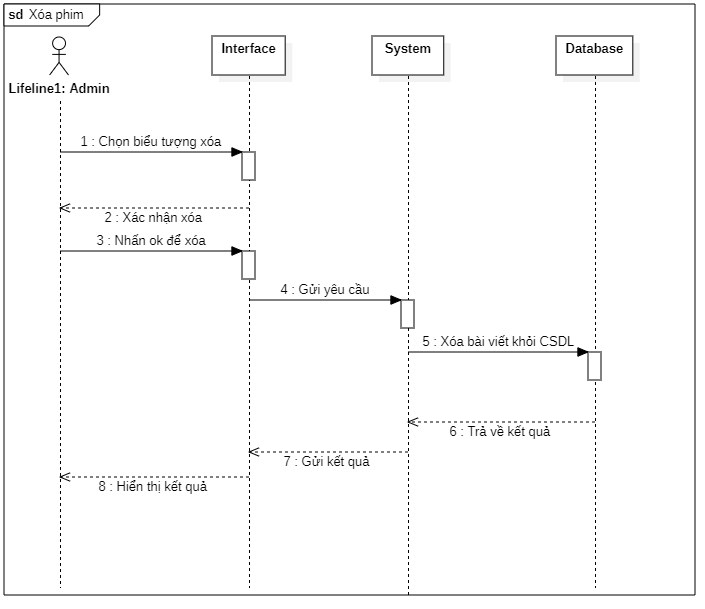 sd Xóa phim
Interface
System
Database
Lifeline1: Admin
1 : Chọn biểu tượng xóa
2 : Xác nhận xóa
3 : Nhấn ok để xóa
4 : Gửi yêu cầu
5 : Xóa bài viết khỏi CSDL
6 : Trả về kết quả
7 : Gửi kết quả
8 : Hiển thị kết quả